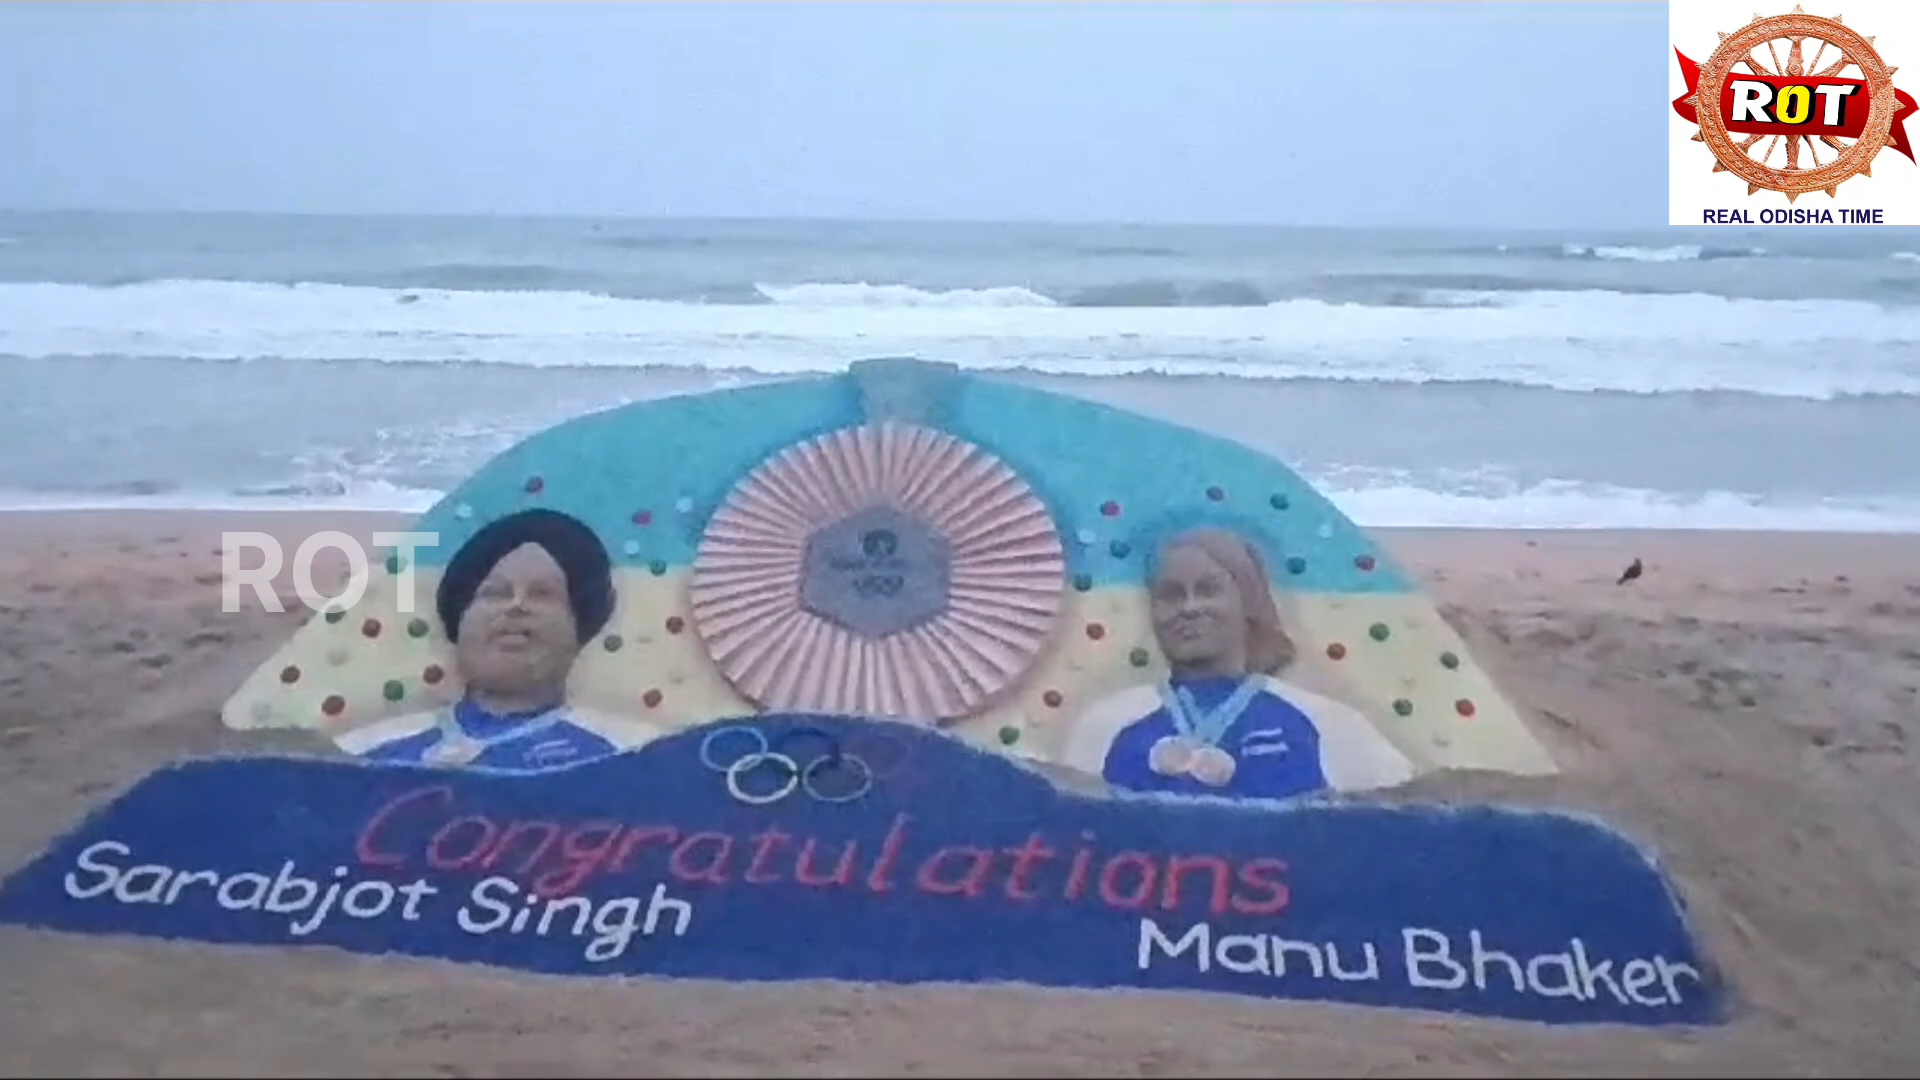 ROT
REAL ODISHA TIME
ROT
Congratulations
Sarabjot Singh
Manu Bhaker